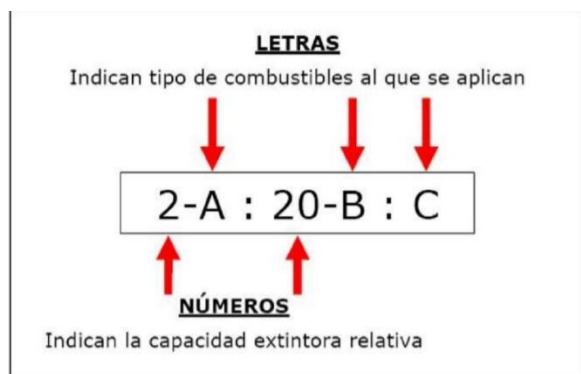 LETRAS
Indican tipo de combustibles al que se aplican
2-A : 20-B : C
NÚMEROS
Indican la capacidad extintora relativa